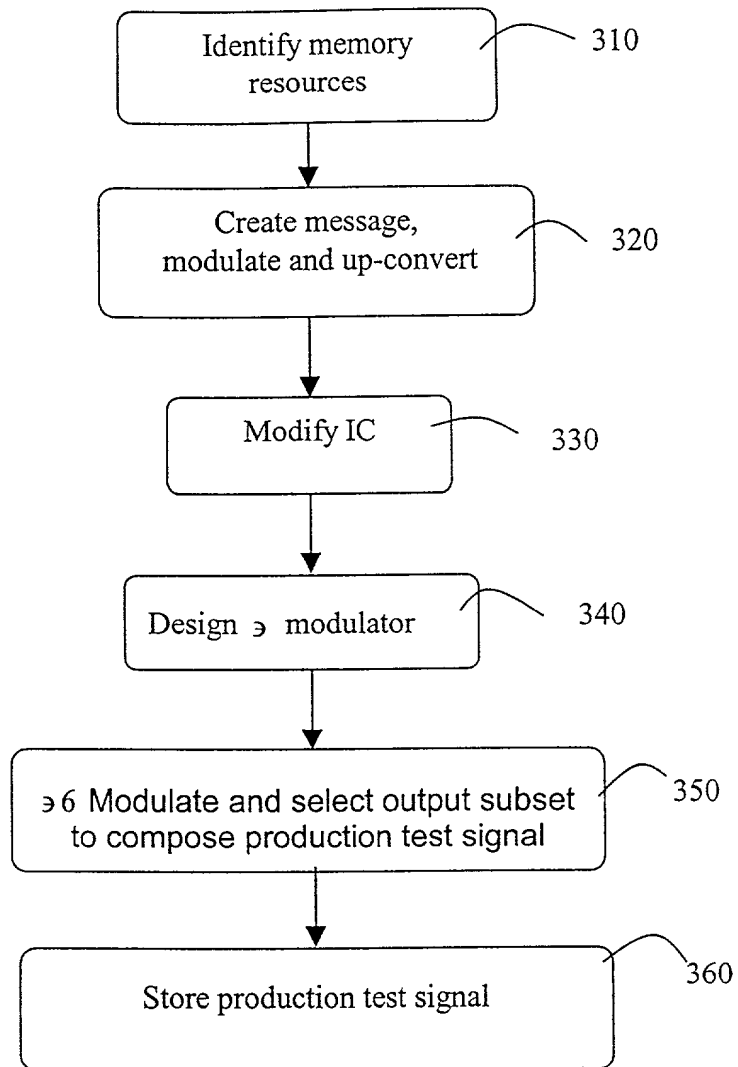 Identify memory
resources
310
Create message,
modulate and up-convert
320
Modify IC
330
Design э modulator
340
э6 Modulate and select output subset
to compose production test signal
350
Store production test signal
360